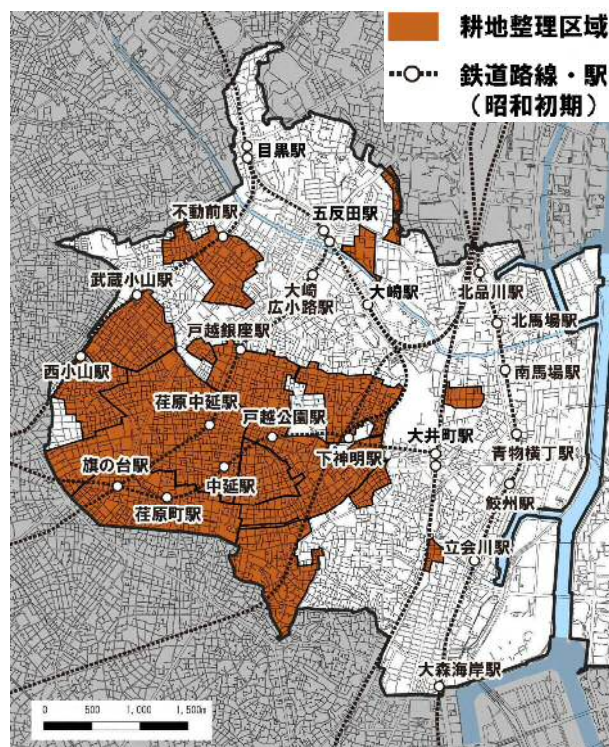 耕地整理区域
鉄道路線・駅
(昭和初期)
目黒駅
不動前駅
五反田駅
武蔵小山駅
大崎
広小路駅
大崎駅
北品川駅
戸越銀座駅
北馬場駅
西小山駅
南馬場駅
荏原中延駅
戸越公園駅
大井町駅
青物横丁駅
旗の台駅
中延駅
下神明駅
荏原町駅
鮫州駅
立会川駅
大森海岸駅
0 500 1,000 1,500m